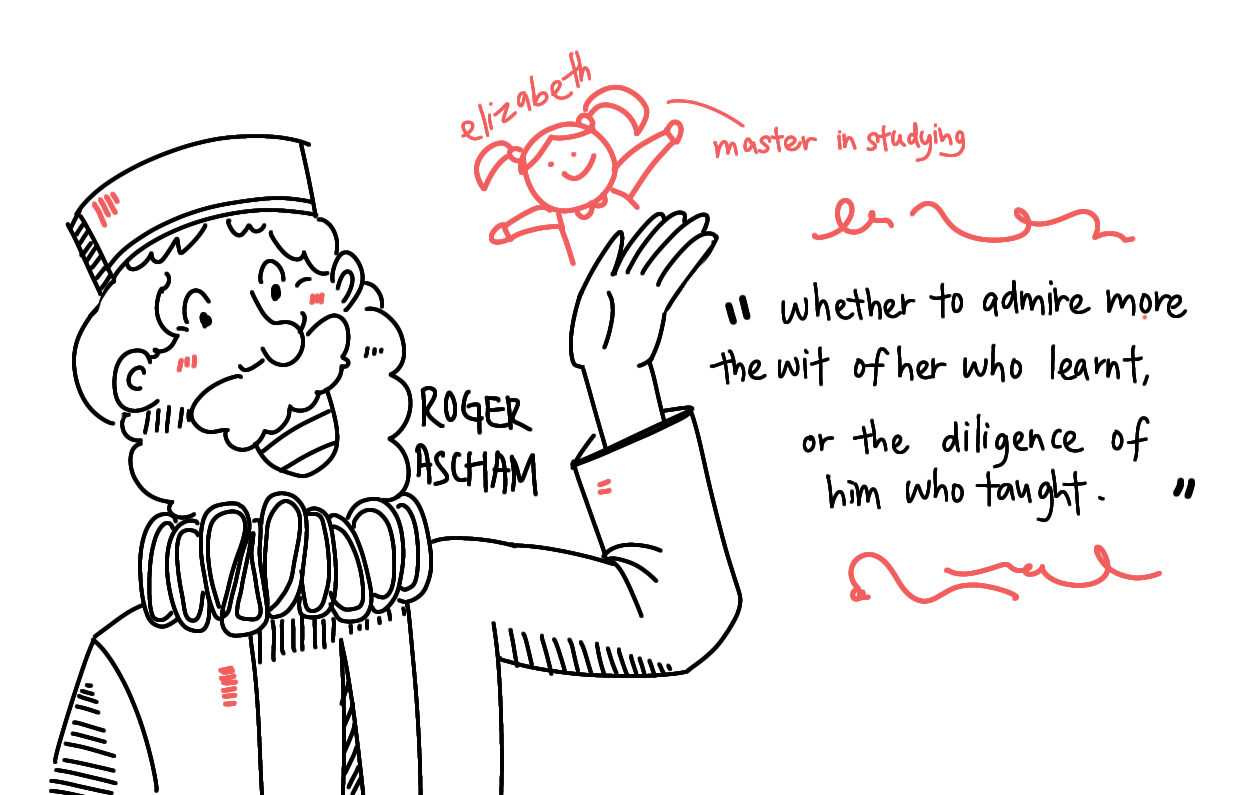 elizabeth
master in studying
ROGER
ASCHAM
" whether to admire more
the wit of her who learnt,
or the diligence of
him who taught. "